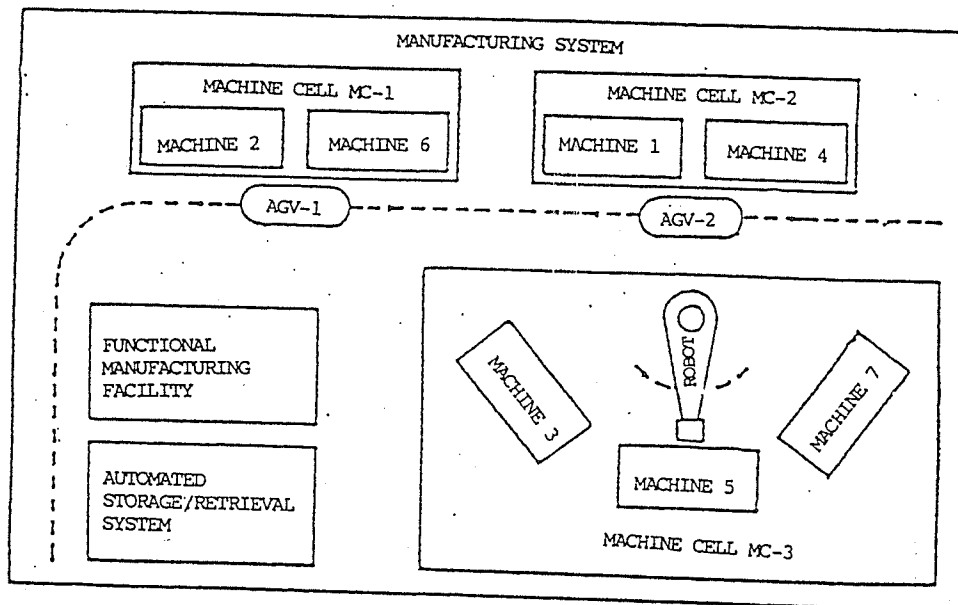 MANUFACTURING SYSTEM
MACHINE CELL MC-1
MACHINE 2
MACHINE 6
MACHINE CELL MC-2
MACHINE 1
MACHINE 4
AGV-1
AGV-2
FUNCTIONAL
MANUFACTURING
FACILITY
AUTOMATED
STORAGE/RETRIEVAL
SYSTEM
MACHINE 3
ROBOT
MACHINE 7
MACHINE 5
MACHINE CELL MC-3